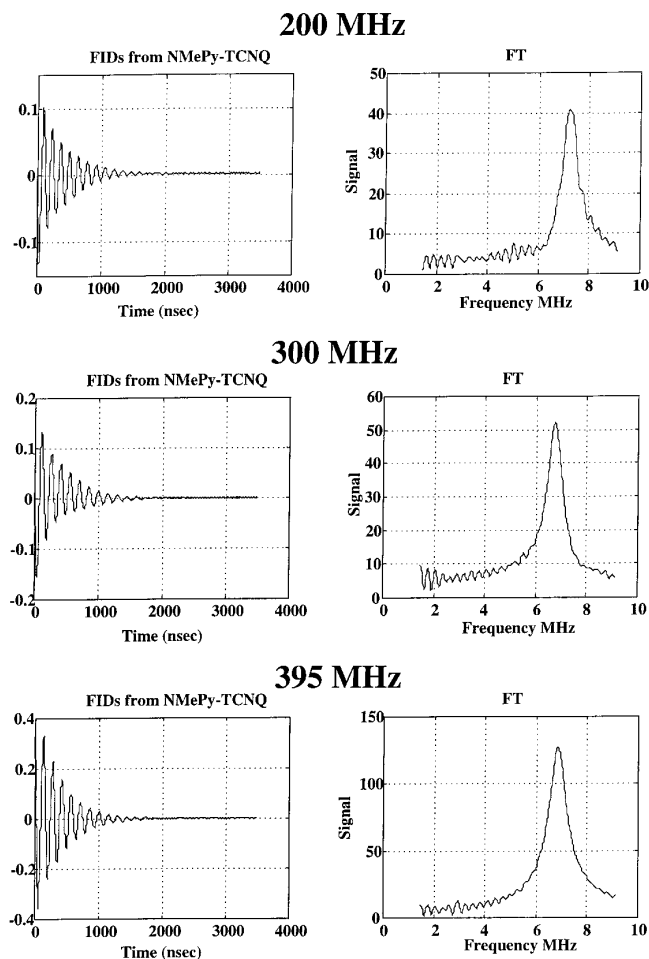 200 MHz
FIDs from NMePy-TCNQ
0.1
0
-0.1
0 1000 2000 3000 4000
Time (nsec)
FT
Signal
50
40
30
20
10
0
0 2 4 6 8 10
Frequency MHz
300 MHz
FIDs from NMePy-TCNQ
0.2
0.1
0
-0.1
-0.2
0 1000 2000 3000 4000
Time (nsec)
FT
Signal
60
50
40
30
20
10
0
0 2 4 6 8 10
Frequency MHz
395 MHz
FIDs from NMePy-TCNQ
0.4
0.2
0
-0.2
-0.4
0 1000 2000 3000 4000
Time (nsec)
FT
Signal
150
100
50
0
0 2 4 6 8 10
Frequency MHz